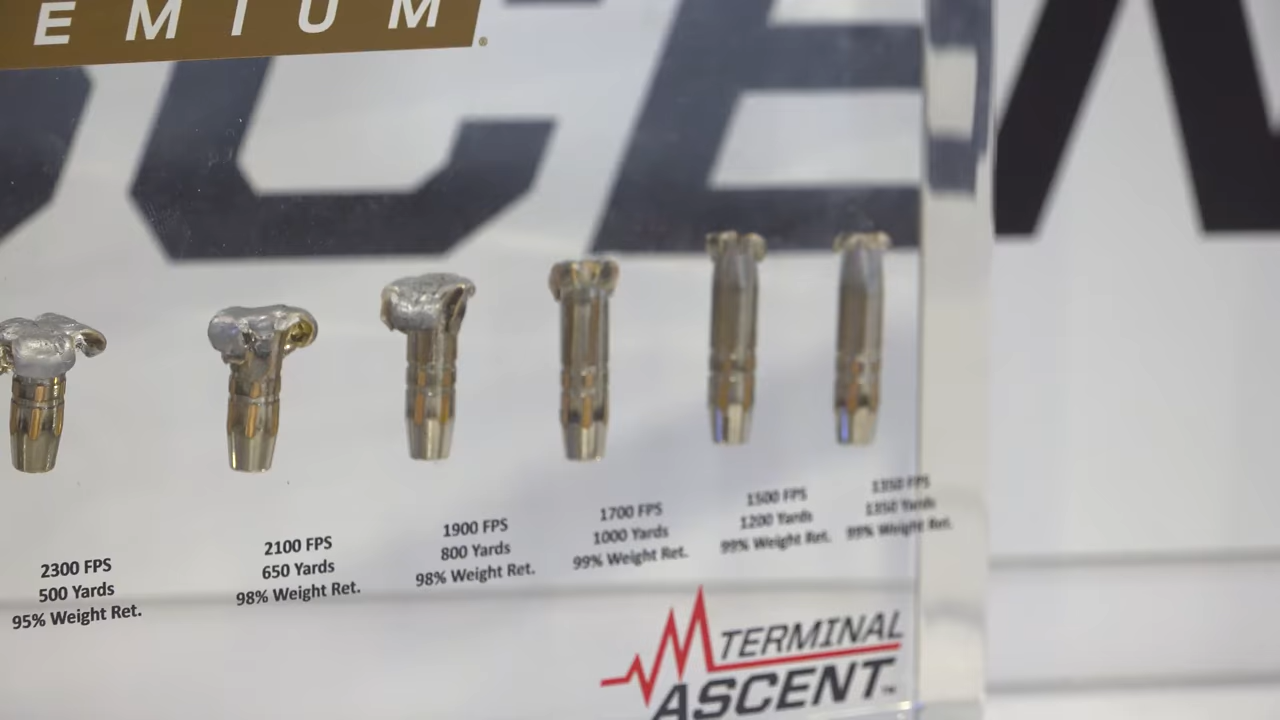 EMIUM®
CEN
2300 FPS
500 Yards
95% Weight Ret.
2100 FPS
650 Yards
98% Weight Ret.
1900 FPS
800 Yards
98% Weight Ret.
1700 FPS
1000 Yards
99% Weight Ret.
1500 FPS
1200 Yards
99% Weight Ret.
1350 FPS
1350 Yards
99% Weight Ret.
TERMINAL
ASCENT™